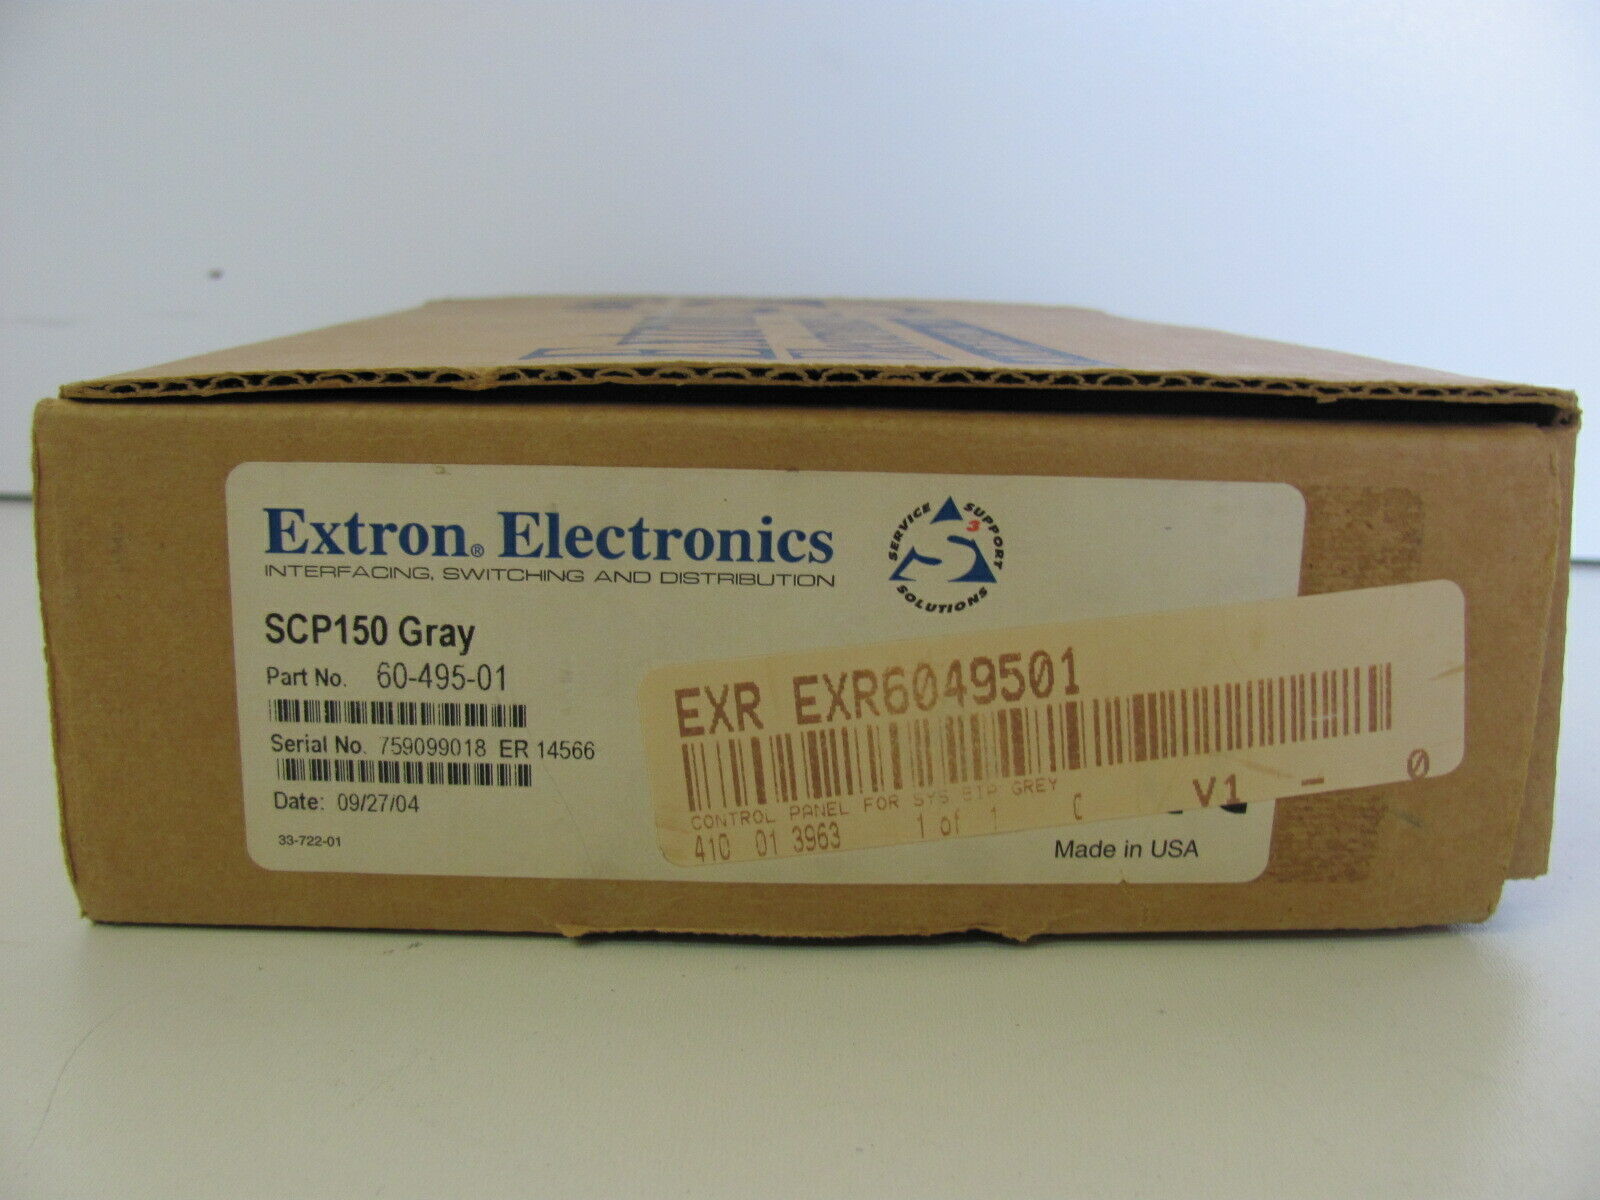 Extron® Electronics
INTERFACING, SWITCHING AND DISTRIBUTION
SERVICE SUPPORT SOLUTIONS
S3
SCP150 Gray
Part No. 60-495-01
Serial No. 759099018 ER 14566
Date: 09/27/04
33-722-01
EXR EXR6049501
CONTROL PANEL FOR SYS GREY
410 01 3963 1 of 1 C V1 - 0
Made in USA